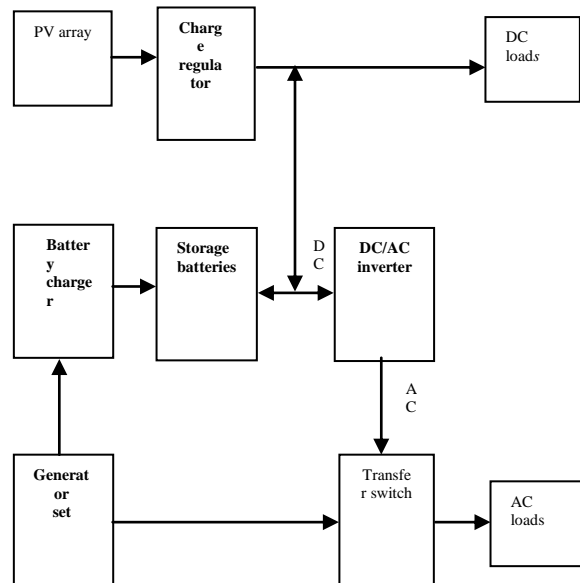 PV array
Charg
e
regula
tor
DC
loads
Batter
y
charge
r
Storage
batteries
D
C
DC/AC
inverter
A
C
Generat
or
set
Transfe
r switch
AC
loads